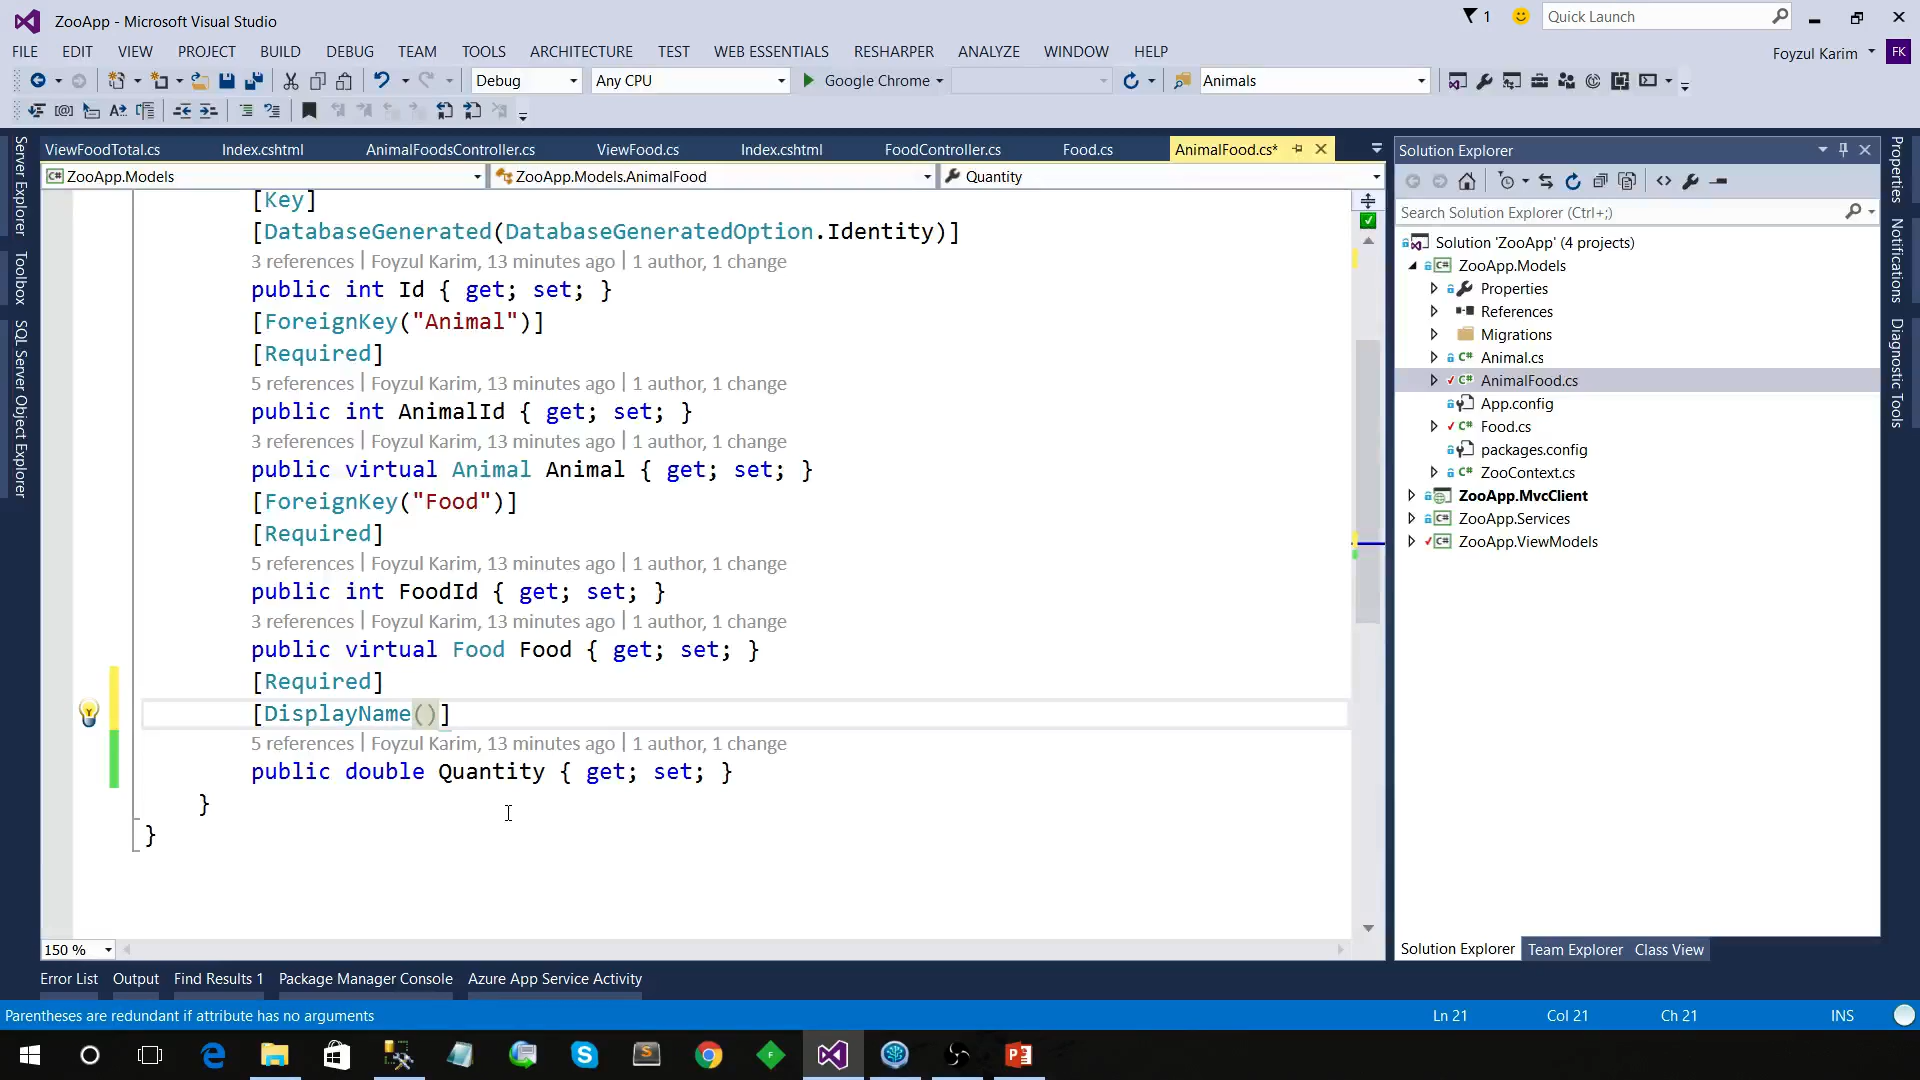 ZooApp - Microsoft Visual Studio
1
Quick Launch
FILE EDIT VIEW PROJECT BUILD DEBUG TEAM TOOLS ARCHITECTURE TEST WEB ESSENTIALS RESHARPER ANALYZE WINDOW HELP
Foyzul Karim FK
Debug Any CPU Google Chrome Animals
ViewFoodTotal.cs Index.cshtml AnimalFoodsController.cs ViewFood.cs Index.cshtml FoodController.cs Food.cs AnimalFood.cs*
ZooApp.Models ZooApp.Models.AnimalFood Quantity
[Key]
[DatabaseGenerated(DatabaseGeneratedOption.Identity)]
3 references | Foyzul Karim, 13 minutes ago | 1 author, 1 change
public int Id { get; set; }
[ForeignKey("Animal")]
[Required]
5 references | Foyzul Karim, 13 minutes ago | 1 author, 1 change
public int AnimalId { get; set; }
3 references | Foyzul Karim, 13 minutes ago | 1 author, 1 change
public virtual Animal Animal { get; set; }
[ForeignKey("Food")]
[Required]
5 references | Foyzul Karim, 13 minutes ago | 1 author, 1 change
public int FoodId { get; set; }
3 references | Foyzul Karim, 13 minutes ago | 1 author, 1 change
public virtual Food Food { get; set; }
[Required]
[DisplayName()]
5 references | Foyzul Karim, 13 minutes ago | 1 author, 1 change
public double Quantity { get; set; }
}
}
150 %
Server Explorer
Toolbox
SQL Server Object Explorer
Solution Explorer
Search Solution Explorer (Ctrl+;)
Solution 'ZooApp' (4 projects)
ZooApp.Models
Properties
References
Migrations
Animal.cs
AnimalFood.cs
App.config
Food.cs
packages.config
ZooContext.cs
ZooApp.MvcClient
ZooApp.Services
ZooApp.ViewModels
Solution Explorer Team Explorer Class View
Properties
Notifications
Diagnostic Tools
Error List Output Find Results 1 Package Manager Console Azure App Service Activity
Parentheses are redundant if attribute has no arguments Ln 21 Col 21 Ch 21 INS